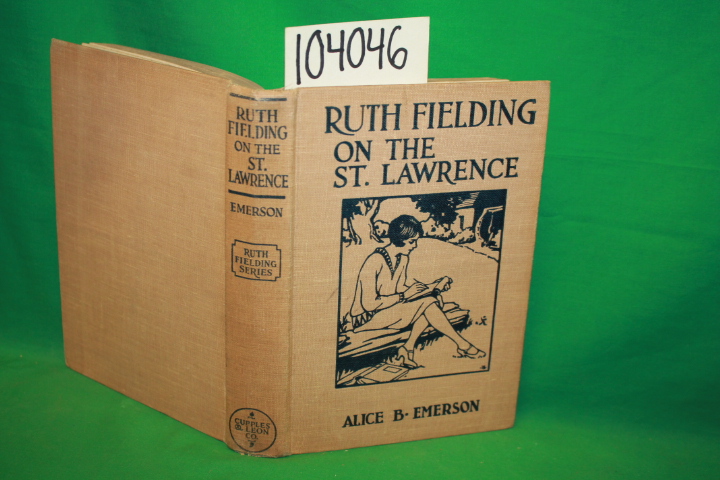 104046
RUTH
FIELDING
ON THE
ST.
LAWRENCE
EMERSON
RUTH
FIELDING
SERIES
CUPPLES
& LEON
CO.
RUTH FIELDING
ON THE
ST. LAWRENCE
ALICE B. EMERSON